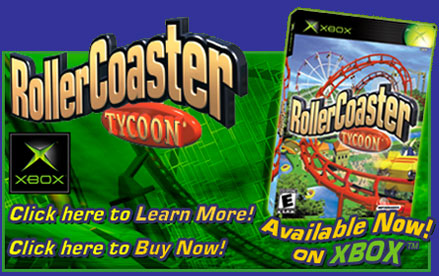 RollerCoaster
TYCOON
XBOX
Click here to Learn More!
Click here to Buy Now!
XBOX
RollerCoaster
TYCOON
E
Available Now!
ON XBOX™